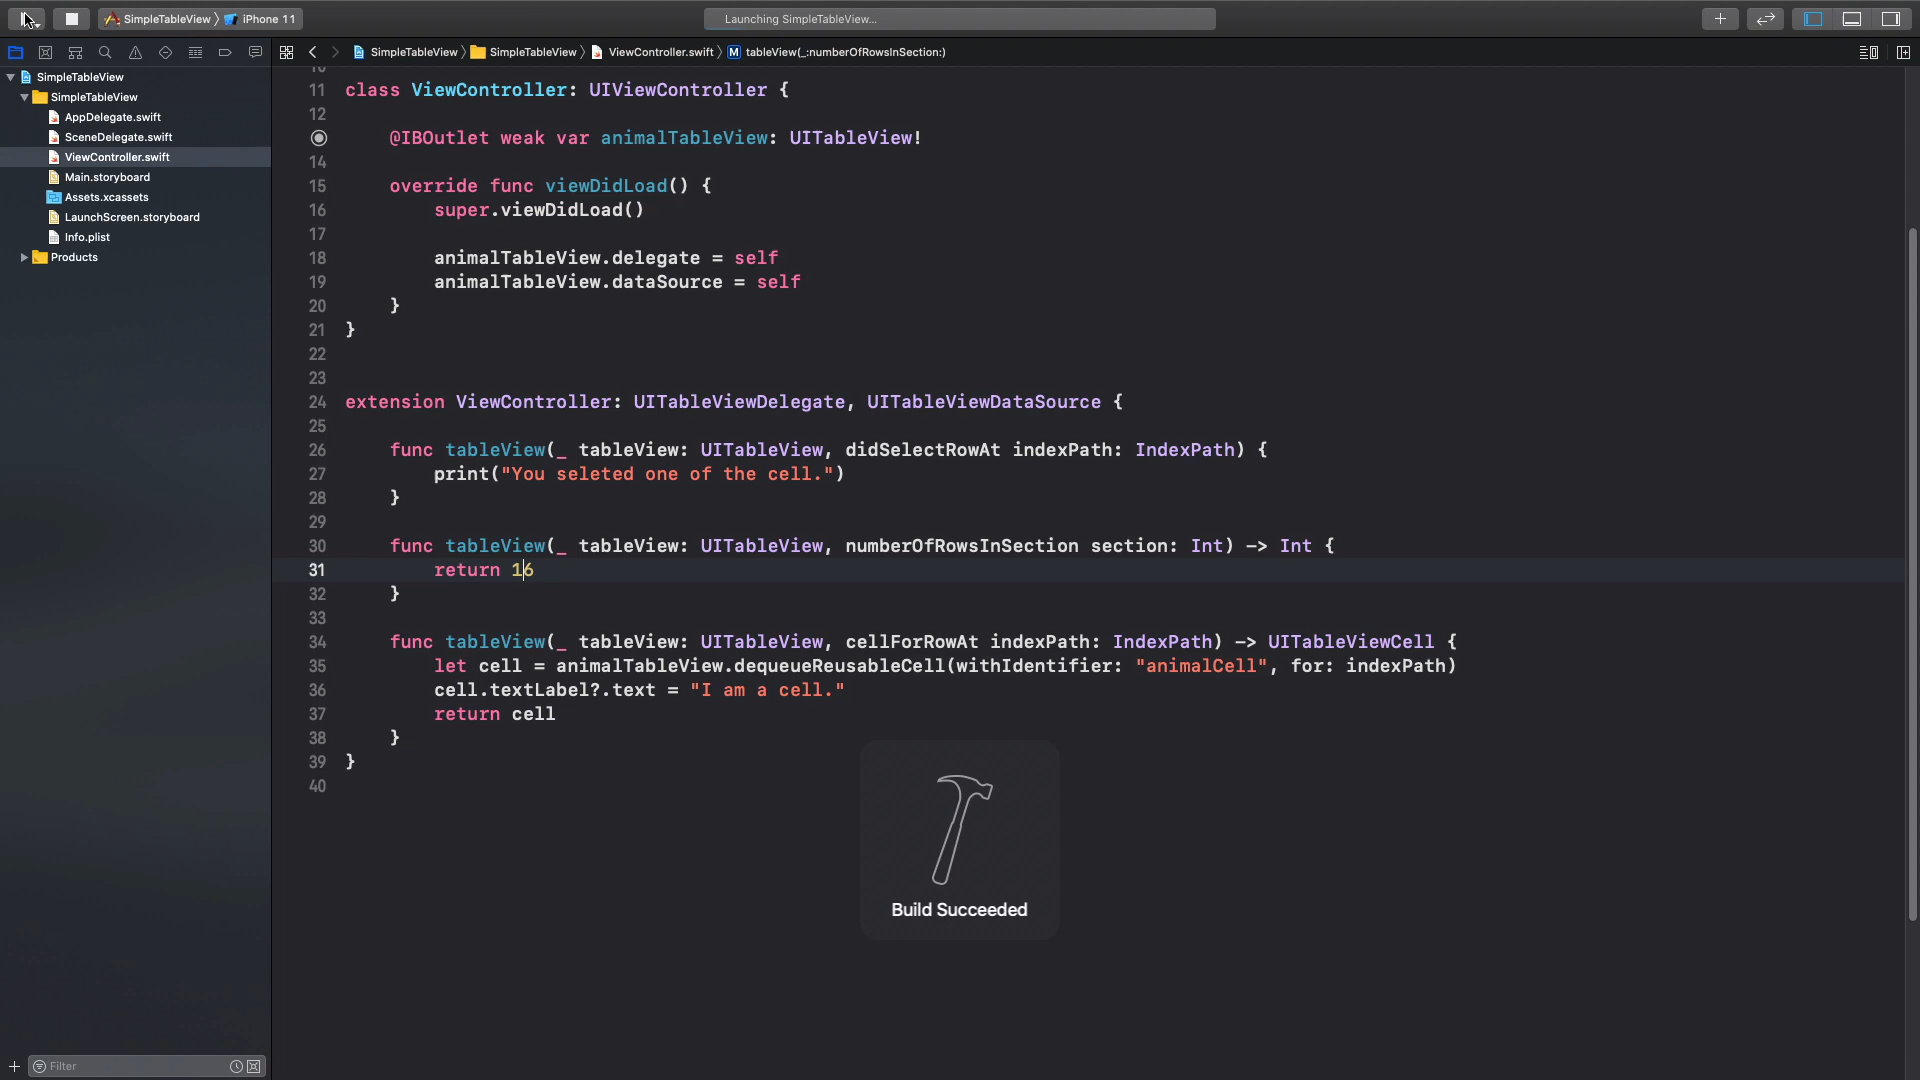 SimpleTableView iPhone 11
Launching SimpleTableView...
SimpleTableView SimpleTableView ViewController.swift M tableView(_:numberOfRowsInSection:)
SimpleTableView
SimpleTableView
AppDelegate.swift
SceneDelegate.swift
ViewController.swift
Main.storyboard
Assets.xcassets
LaunchScreen.storyboard
Info.plist
Products
10
11 class ViewController: UIViewController {
12
@IBOutlet weak var animalTableView: UITableView!
14
15 override func viewDidLoad() {
16 super.viewDidLoad()
17
18 animalTableView.delegate = self
19 animalTableView.dataSource = self
20 }
21 }
22
23
24 extension ViewController: UITableViewDelegate, UITableViewDataSource {
25
26 func tableView(_ tableView: UITableView, didSelectRowAt indexPath: IndexPath) {
27 print("You seleted one of the cell.")
28 }
29
30 func tableView(_ tableView: UITableView, numberOfRowsInSection section: Int) -> Int {
31 return 16
32 }
33
34 func tableView(_ tableView: UITableView, cellForRowAt indexPath: IndexPath) -> UITableViewCell {
35 let cell = animalTableView.dequeueReusableCell(withIdentifier: "animalCell", for: indexPath)
36 cell.textLabel?.text = "I am a cell."
37 return cell
38 }
39 }
40
Build Succeeded
Filter